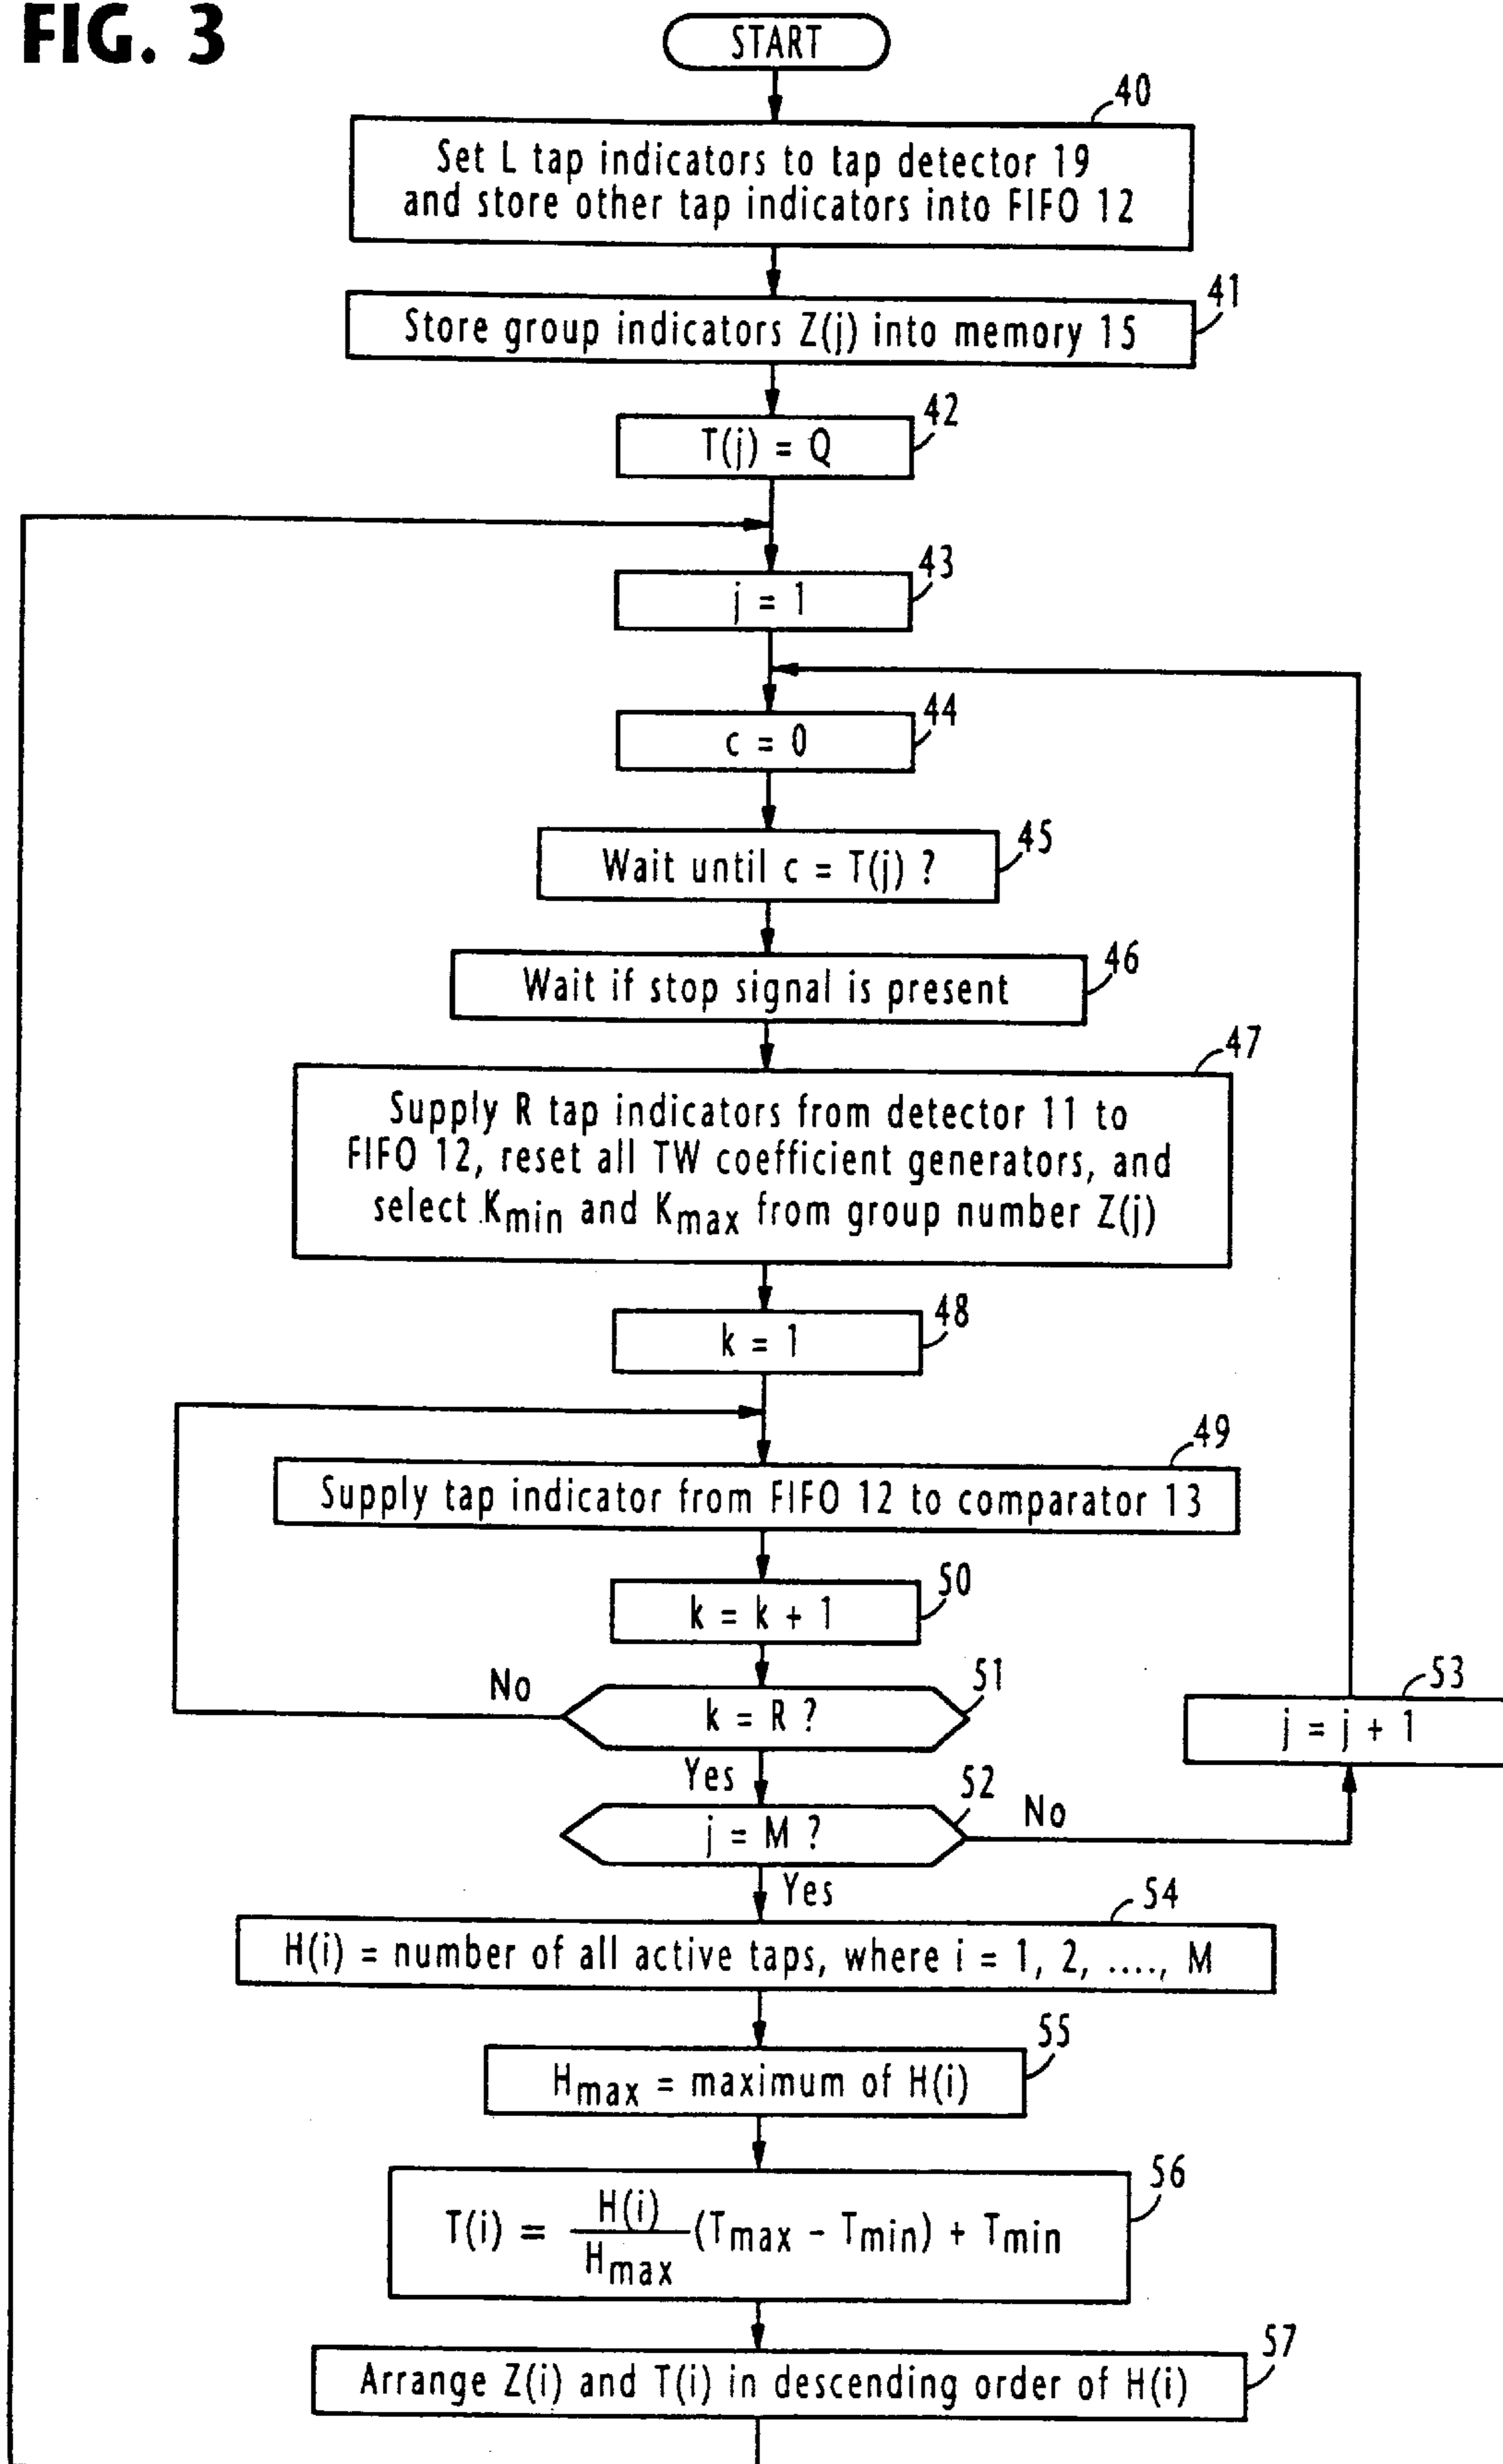 FIG. 3
START
40
Set L tap indicators to tap detector 19
and store other tap indicators into FIFO 12
41
Store group indicators Z(j) into memory 15
42
T(j) = Q
43
j = 1
44
c = 0
45
Wait until c = T(j) ?
46
Wait if stop signal is present
47
Supply R tap indicators from detector 11 to
FIFO 12, reset all TW coefficient generators, and
select Kmin and Kmax from group number Z(j)
48
k = 1
49
Supply tap indicator from FIFO 12 to comparator 13
50
k = k + 1
51
No
k = R ?
53
j = j + 1
Yes
52
j = M ?
No
Yes
54
H(i) = number of all active taps, where i = 1, 2, ...., M
55
Hmax = maximum of H(i)
56
T(i) = H(i)/Hmax (Tmax - Tmin) + Tmin
57
Arrange Z(i) and T(i) in descending order of H(i)